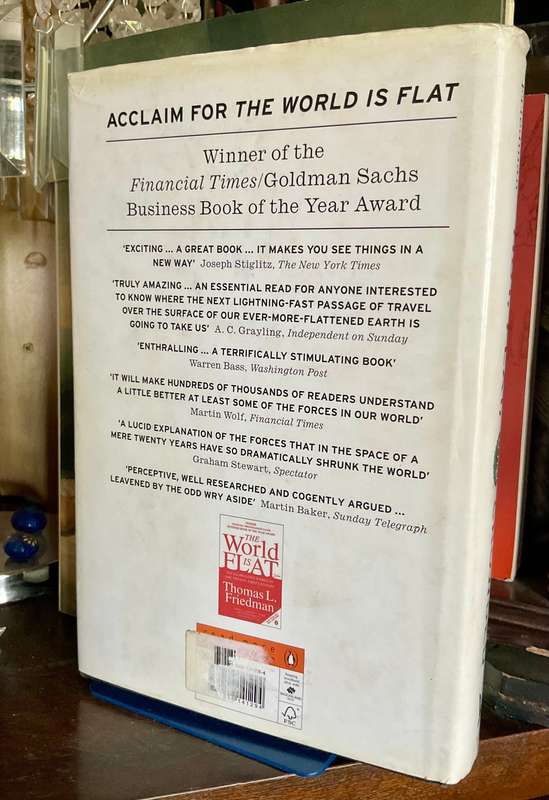 ACCLAIM FOR THE WORLD IS FLAT
Winner of the
Financial Times/Goldman Sachs
Business Book of the Year Award
‘EXCITING ... A GREAT BOOK ... IT MAKES YOU SEE THINGS IN A
NEW WAY’ Joseph Stiglitz, The New York Times
‘TRULY AMAZING ... AN ESSENTIAL READ FOR ANYONE INTERESTED
TO KNOW WHERE THE NEXT LIGHTNING-FAST PASSAGE OF TRAVEL
OVER THE SURFACE OF OUR EVER-MORE-FLATTENED EARTH IS
GOING TO TAKE US’ A. C. Grayling, Independent on Sunday
‘ENTHRALLING ... A TERRIFICALLY STIMULATING BOOK’
Warren Bass, Washington Post
‘IT WILL MAKE HUNDREDS OF THOUSANDS OF READERS UNDERSTAND
A LITTLE BETTER AT LEAST SOME OF THE FORCES IN OUR WORLD’
Martin Wolf, Financial Times
‘A LUCID EXPLANATION OF THE FORCES THAT IN THE SPACE OF A
MERE TWENTY YEARS HAVE SO DRAMATICALLY SHRUNK THE WORLD’
Graham Stewart, Spectator
‘PERCEPTIVE, WELL RESEARCHED AND COGENTLY ARGUED ...
LEAVENED BY THE ODD WRY ASIDE’ Martin Baker, Sunday Telegraph
THE
World
IS
FLAT
Thomas L.
Friedman
FSC